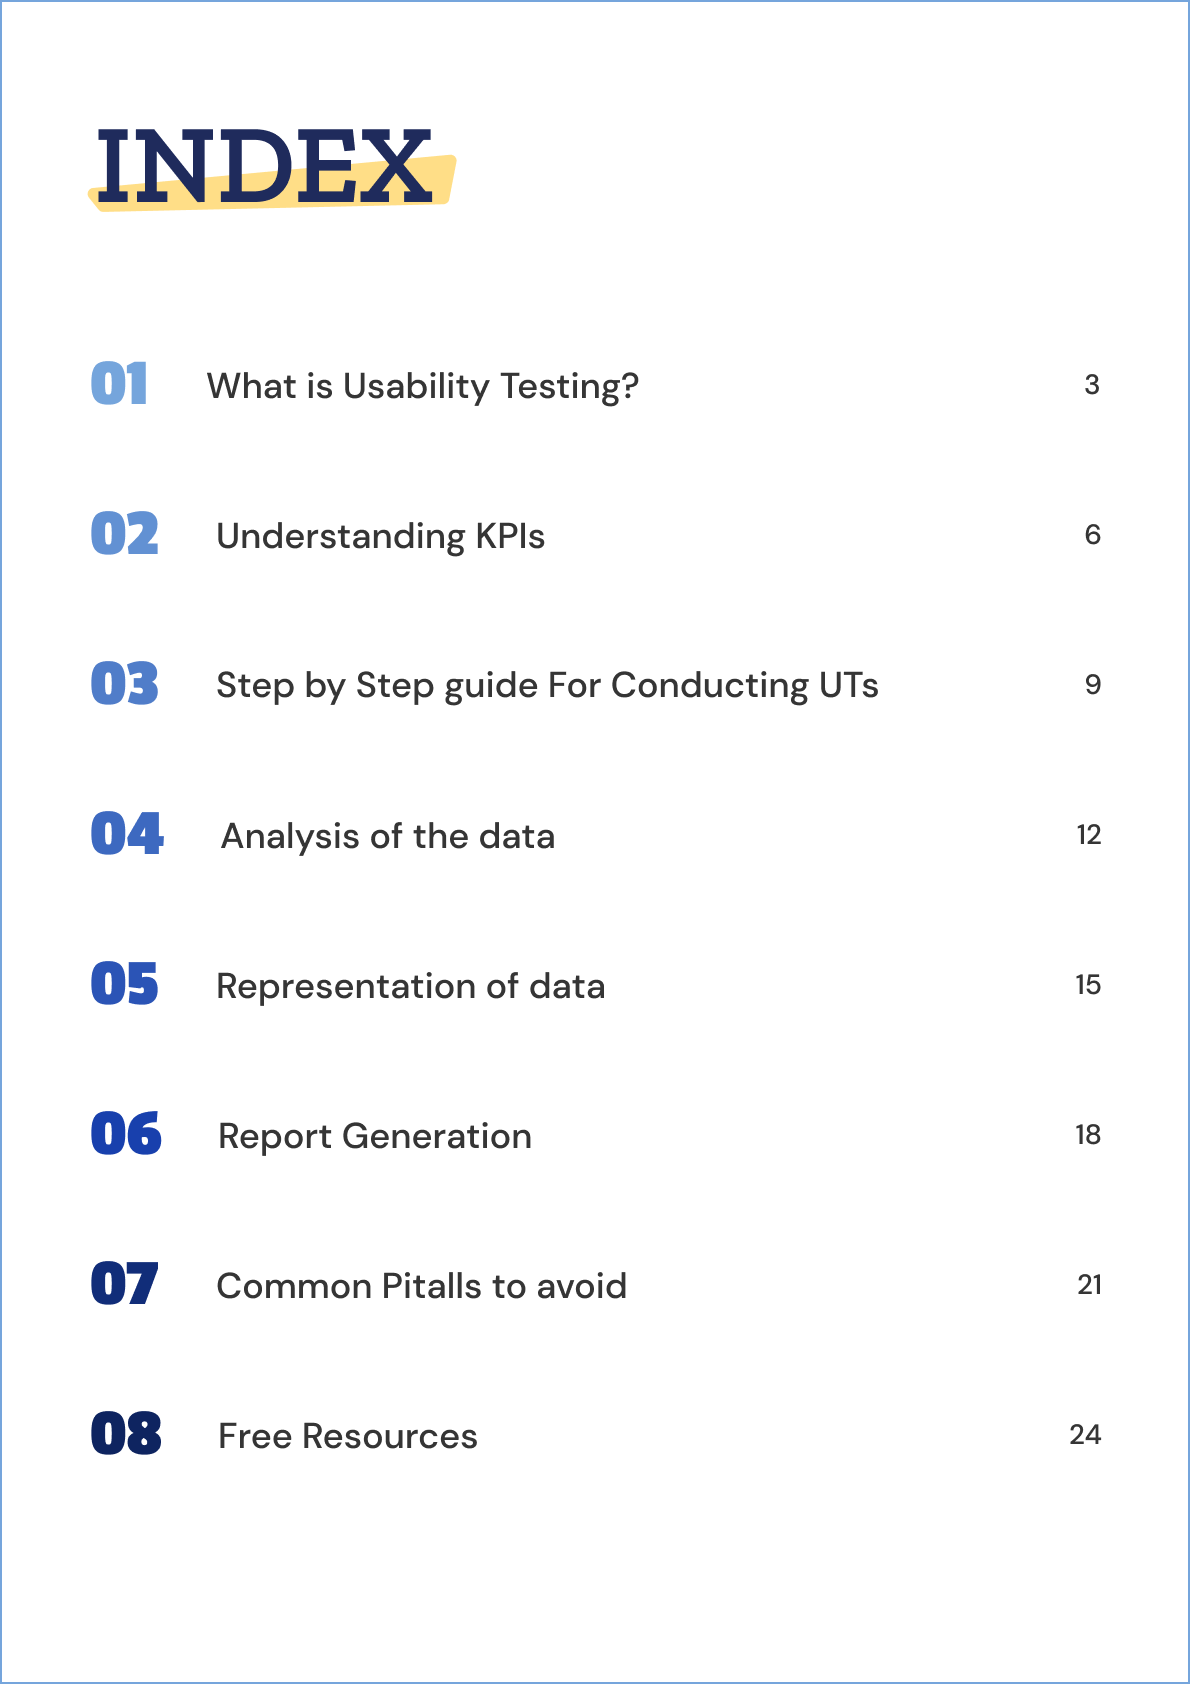 INDEX
01 What is Usability Testing? 3
02 Understanding KPIs 6
03 Step by Step guide For Conducting UTs 9
04 Analysis of the data 12
05 Representation of data 15
06 Report Generation 18
07 Common Pitalls to avoid 21
08 Free Resources 24